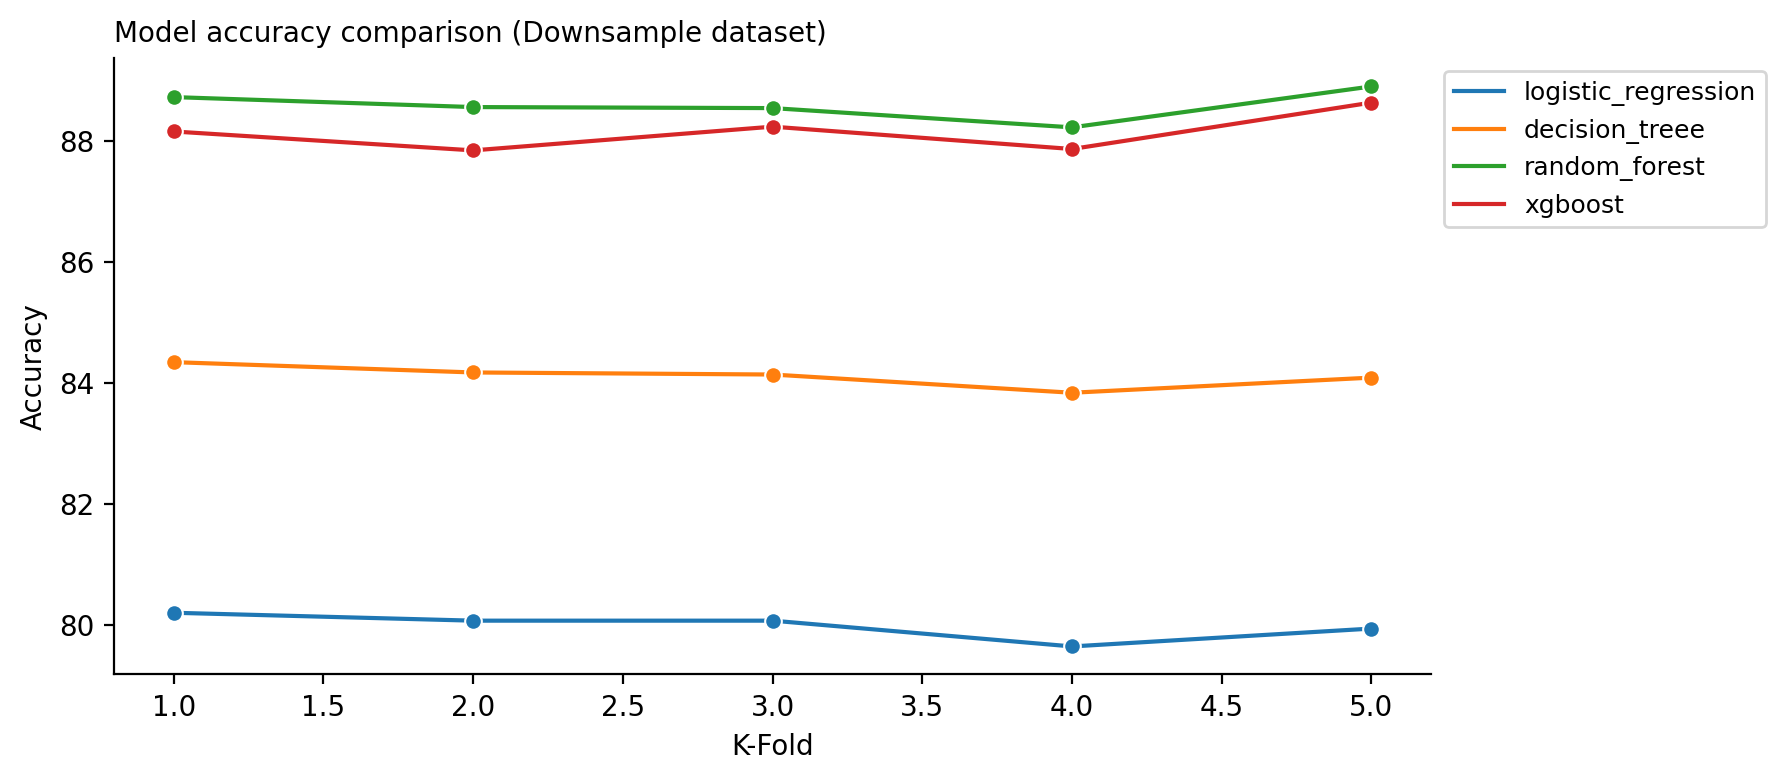 Model accuracy comparison (Downsample dataset)
88
86
84
82
80
Accuracy
1.0 1.5 2.0 2.5 3.0 3.5 4.0 4.5 5.0
K-Fold
logistic_regression
decision_treee
random_forest
xgboost